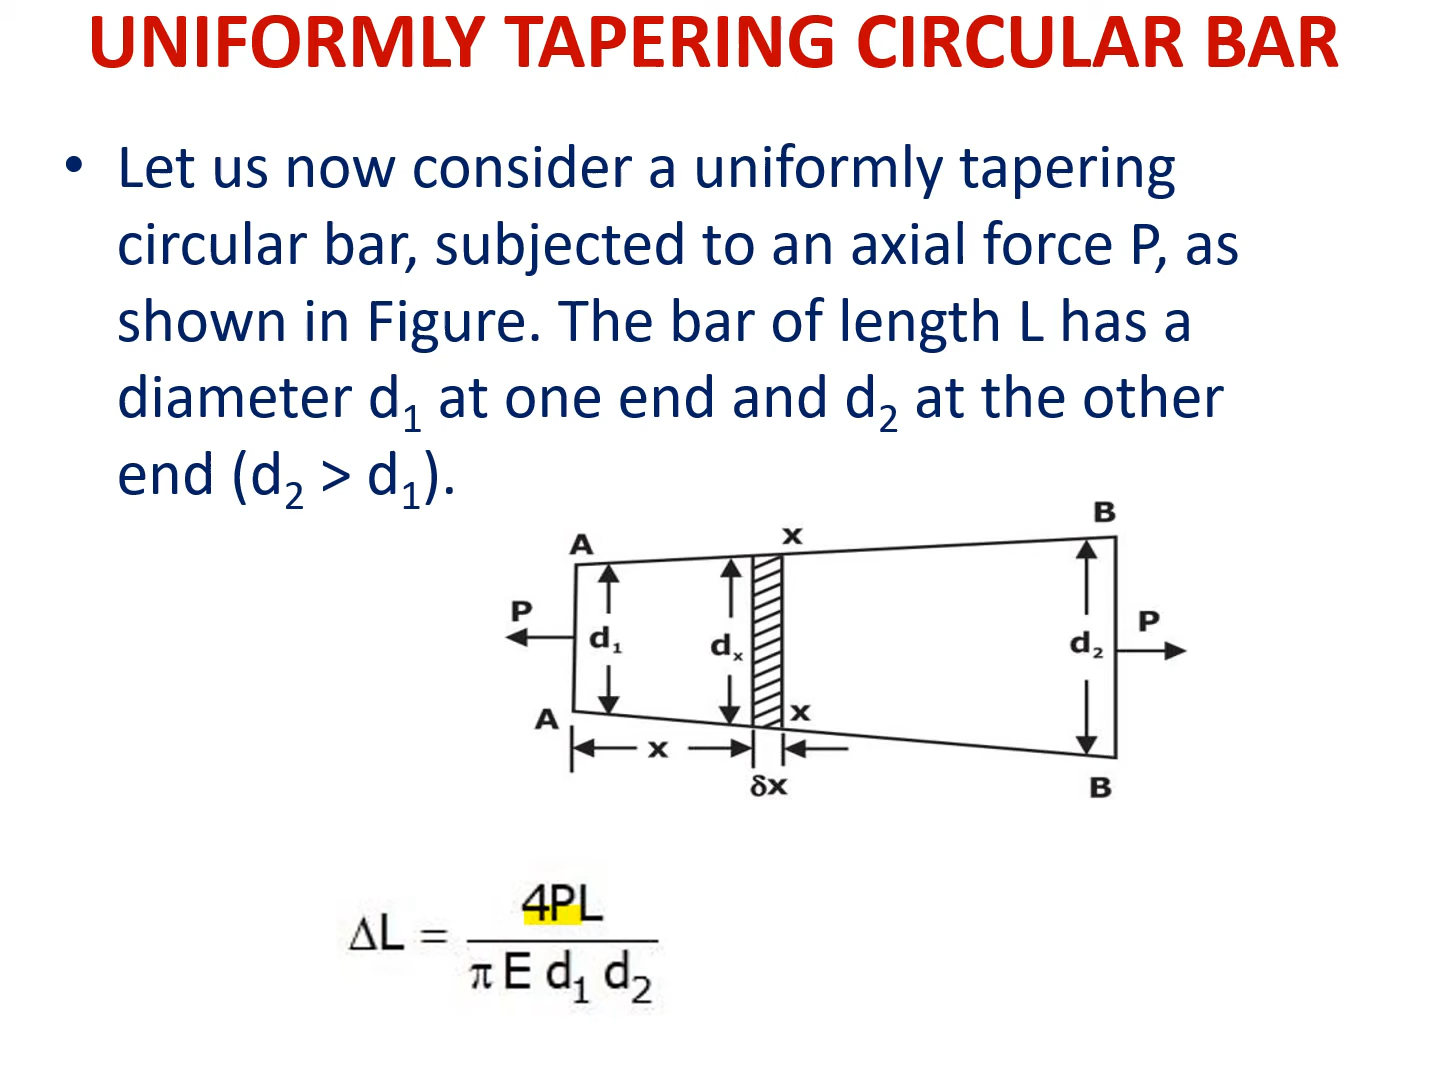 UNIFORMLY TAPERING CIRCULAR BAR
• Let us now consider a uniformly tapering
circular bar, subjected to an axial force P, as
shown in Figure. The bar of length L has a
diameter d₁ at one end and d₂ at the other
end (d₂ > d₁).
B
A x
P P
d₁ dₓ d₂
A x
x
δx B
4PL
ΔL =
π E d₁ d₂